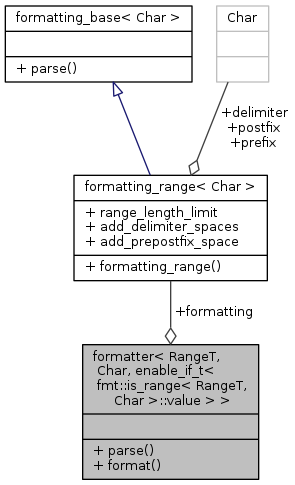 formatting_base< Char >
+ parse()
Char
+delimiter
+postfix
+prefix
formatting_range< Char >
+ range_length_limit
+ add_delimiter_spaces
+ add_prepostfix_space
+ formatting_range()
+formatting
formatter< RangeT,
Char, enable_if_t<
fmt::is_range< RangeT,
Char >::value > >
+ parse()
+ format()